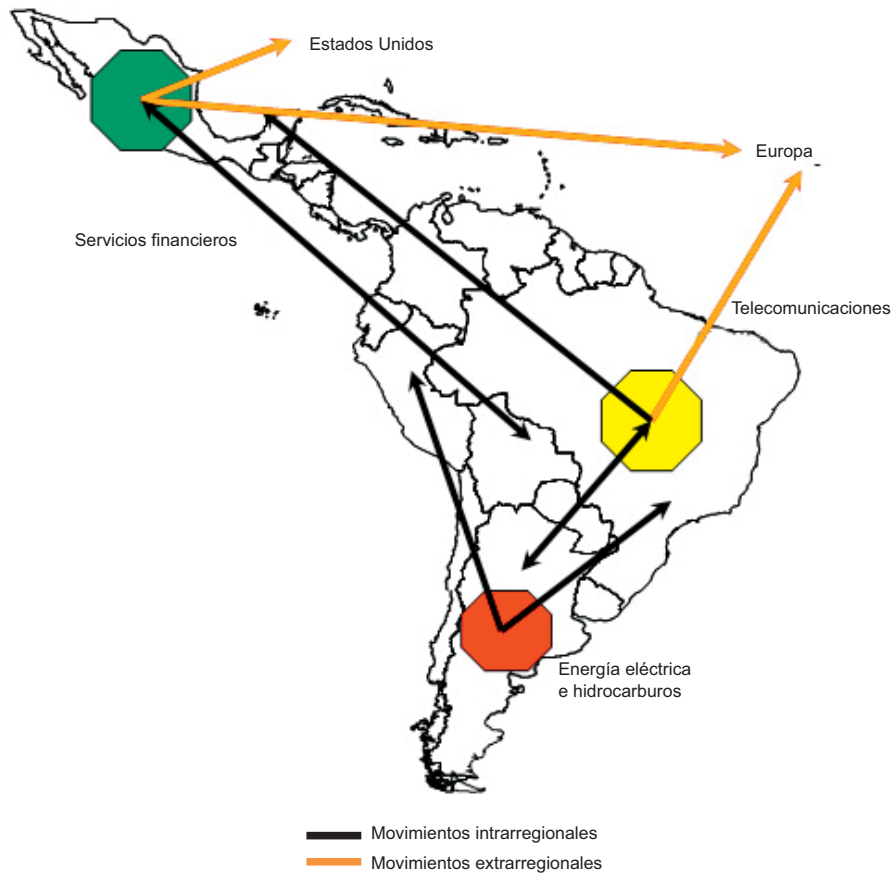 Estados Unidos
Europa
Servicios financieros
Telecomunicaciones
Energía eléctrica
e hidrocarburos
Movimientos intrarregionales
Movimientos extrarregionales